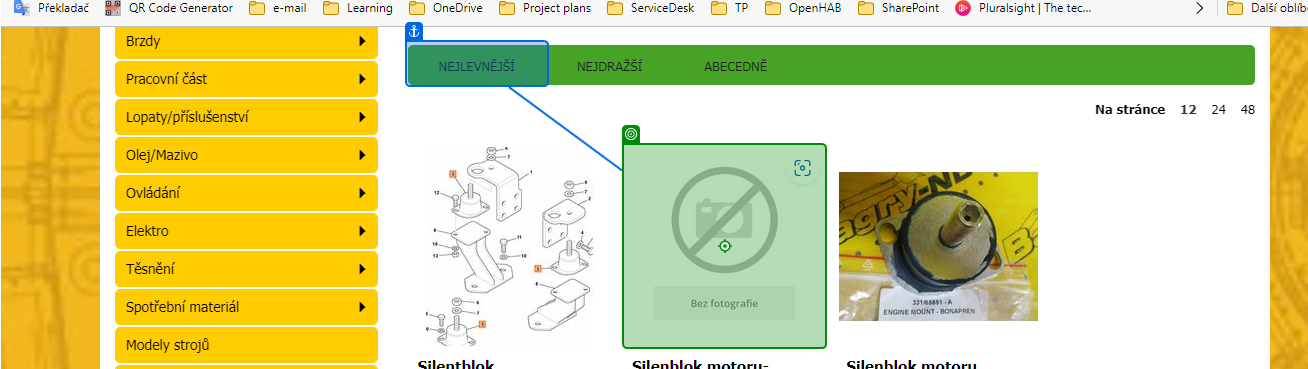 Překladač QR Code Generator e-mail Learning OneDrive Project plans ServiceDesk TP OpenHAB SharePoint Pluralsight | The tec... Další oblíb
Brzdy
Pracovní část
Lopaty/příslušenství
Olej/Mazivo
Ovládání
Elektro
Těsnění
Spotřební materiál
Modely strojů
NEJLEVNĚJŠÍ NEJDRAŽŠÍ ABECEDNĚ
Na stránce 12 24 48
Bez fotografie
331/68881 - A
ENGINE MOUNT - BONAPREN
Silentblok Silenblok motoru- Silenblok motoru